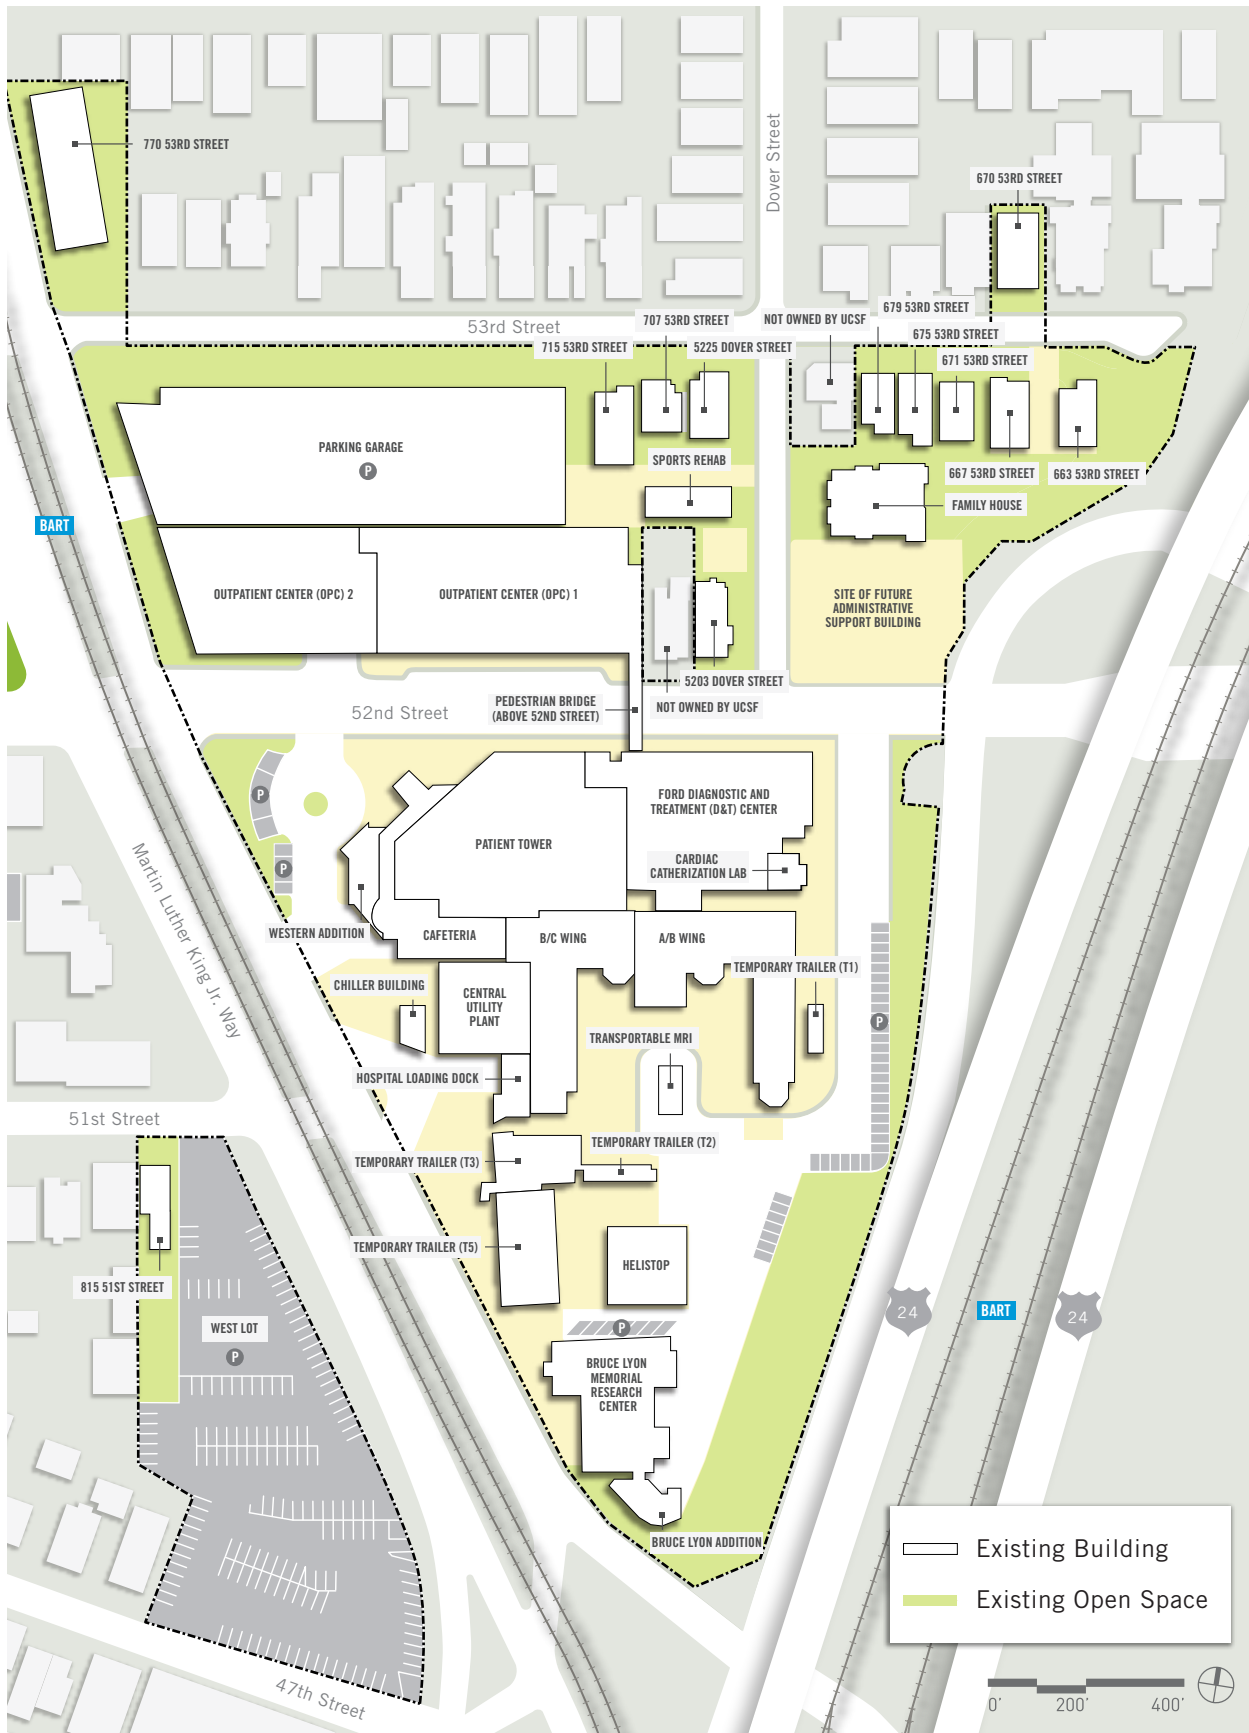 770 53RD STREET
Dover Street
670 53RD STREET
679 53RD STREET
707 53RD STREET
NOT OWNED BY UCSF
53rd Street
675 53RD STREET
715 53RD STREET
5225 DOVER STREET
671 53RD STREET
PARKING GARAGE
P
SPORTS REHAB
667 53RD STREET
663 53RD STREET
FAMILY HOUSE
BART
OUTPATIENT CENTER (OPC) 2
OUTPATIENT CENTER (OPC) 1
SITE OF FUTURE
ADMINISTRATIVE
SUPPORT BUILDING
5203 DOVER STREET
PEDESTRIAN BRIDGE
(ABOVE 52ND STREET)
NOT OWNED BY UCSF
52nd Street
P
FORD DIAGNOSTIC AND
TREATMENT (D&T) CENTER
PATIENT TOWER
CARDIAC
CATHERIZATION LAB
P
Martin Luther King Jr. Way
WESTERN ADDITION
CAFETERIA
B/C WING
A/B WING
TEMPORARY TRAILER (T1)
CHILLER BUILDING
CENTRAL
UTILITY
PLANT
P
TRANSPORTABLE MRI
HOSPITAL LOADING DOCK
51st Street
TEMPORARY TRAILER (T2)
TEMPORARY TRAILER (T3)
TEMPORARY TRAILER (T5)
HELISTOP
815 51ST STREET
24
BART
24
WEST LOT
P
P
BRUCE LYON
MEMORIAL
RESEARCH
CENTER
BRUCE LYON ADDITION
Existing Building
Existing Open Space
47th Street
0'
200'
400'